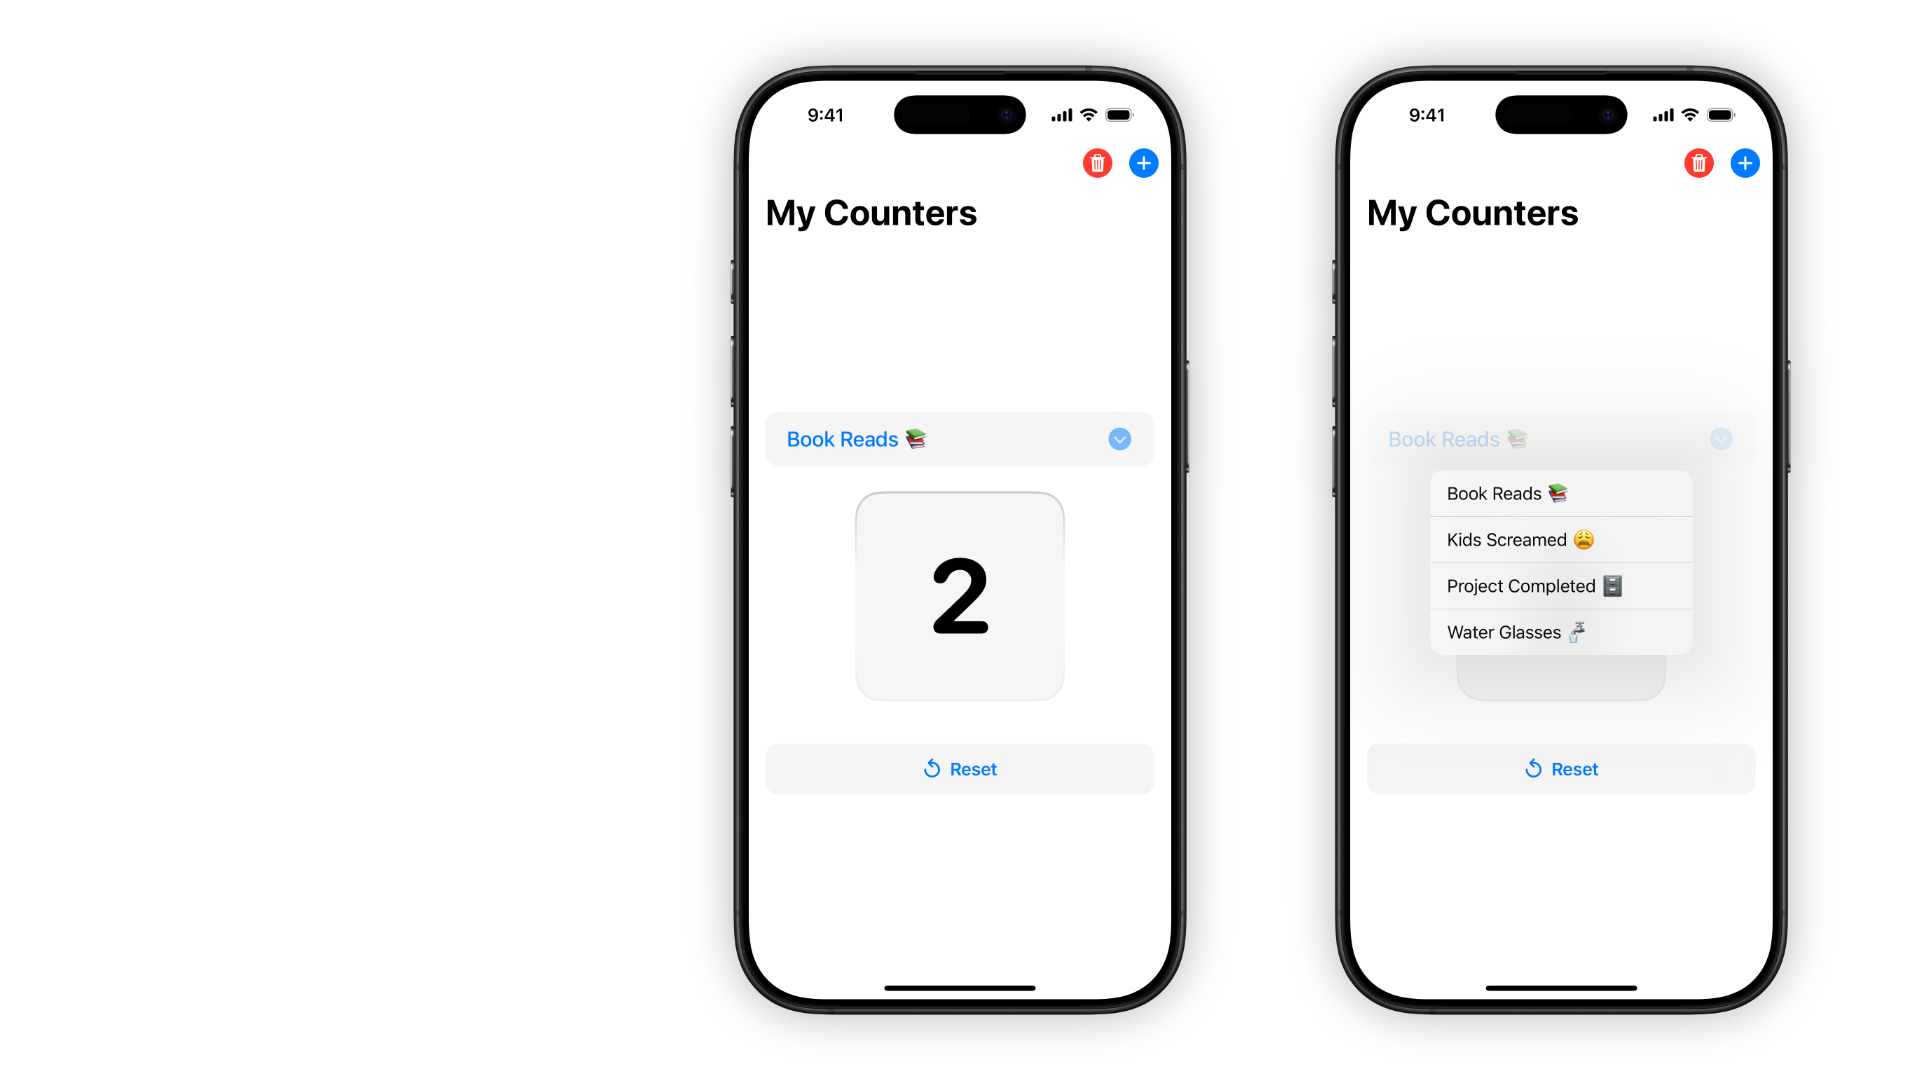 9:41
My Counters
Book Reads 📚
2
Reset
9:41
My Counters
Book Reads 📚
Book Reads 📚
Kids Screamed 😩
Project Completed 🗄️
Water Glasses 🚰
Reset